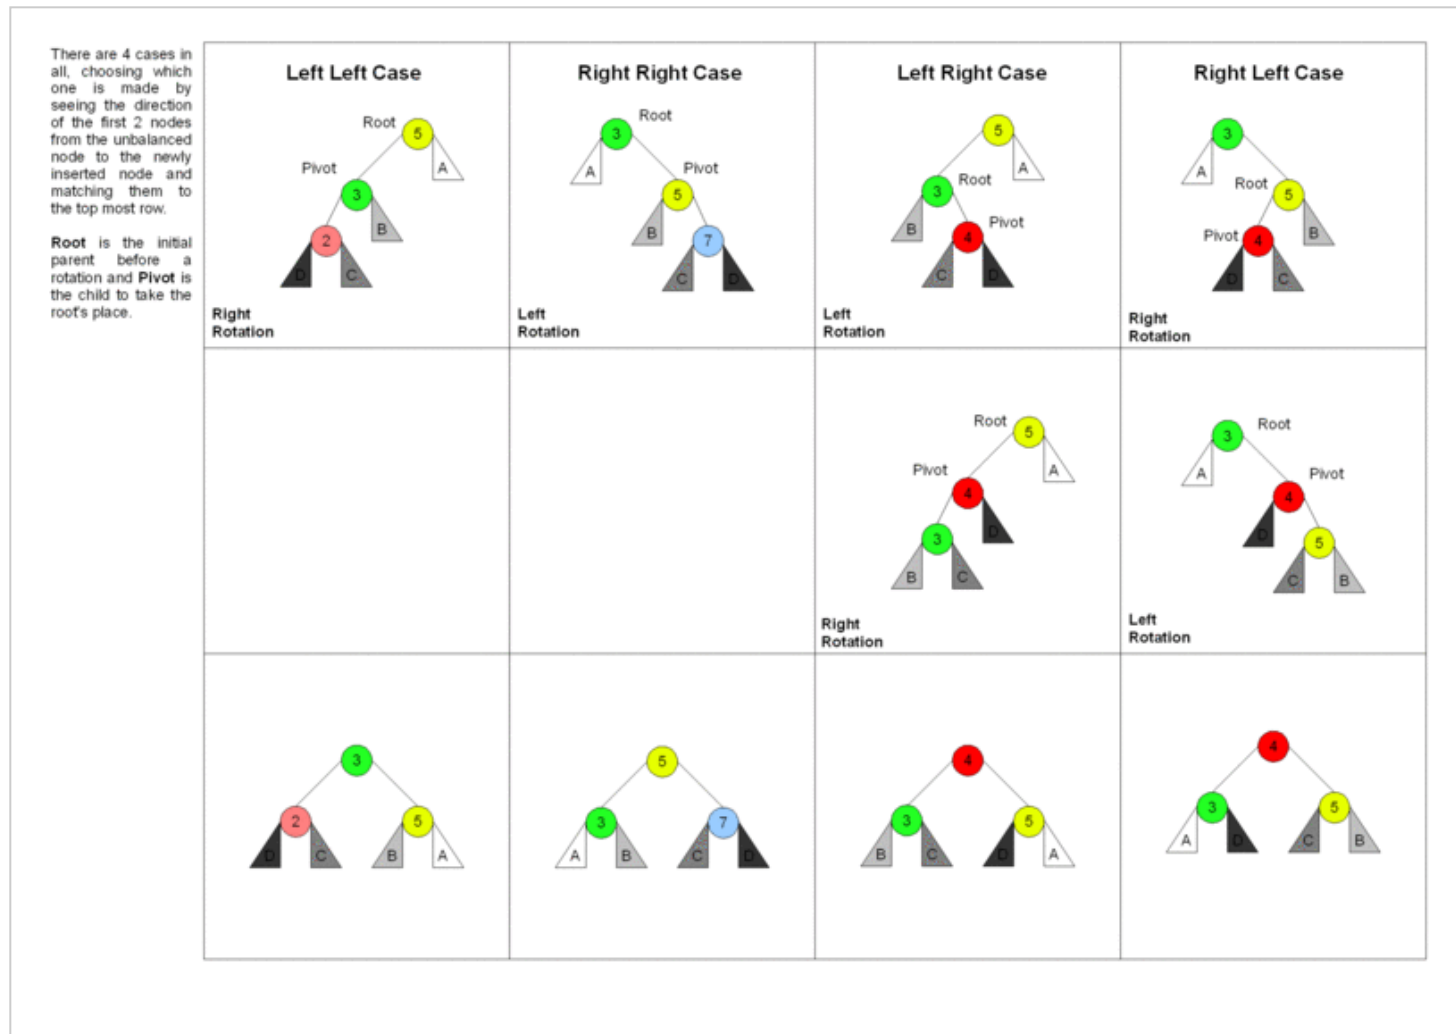 There are 4 cases in
all, choosing which
one is made by
seeing the direction
of the first 2 nodes
from the unbalanced
node to the newly
inserted node and
matching them to
the top most row.
Root is the initial
parent before a
rotation and Pivot is
the child to take the
root's place.
Left Left Case
Root
5
A
Pivot
3
B
2
D
C
Right
Rotation
Right Right Case
Root
3
A
Pivot
5
B
7
C
D
Left
Rotation
Left Right Case
5
A
3
Root
B
Pivot
4
C
D
Left
Rotation
Right Left Case
3
A
Root
5
B
Pivot
4
D
C
Right
Rotation
Root
5
A
Pivot
4
D
3
B
C
Right
Rotation
3
Root
A
Pivot
4
D
5
C
B
Left
Rotation
3
2
5
D
C
B
A
5
3
7
A
B
C
D
4
3
5
B
C
D
A
4
3
5
A
D
C
B